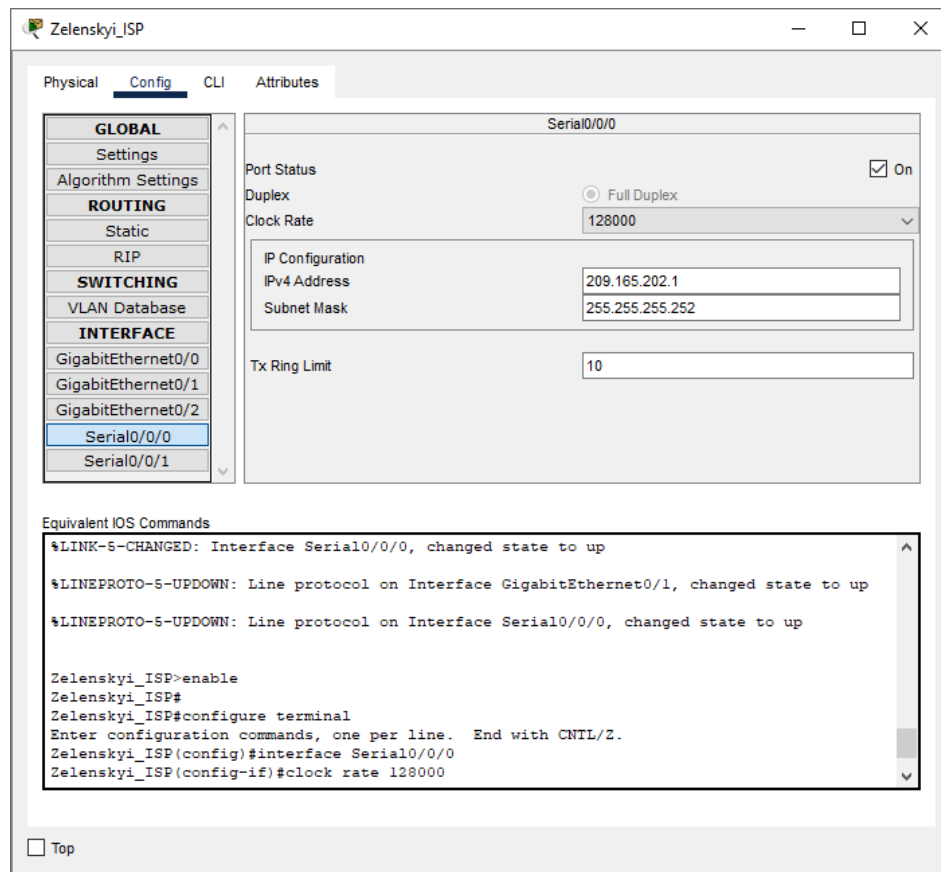 Zelenskyi_ISP
Physical Config CLI Attributes
GLOBAL
Settings
Algorithm Settings
ROUTING
Static
RIP
SWITCHING
VLAN Database
INTERFACE
GigabitEthernet0/0
GigabitEthernet0/1
GigabitEthernet0/2
Serial0/0/0
Serial0/0/1
Serial0/0/0
Port Status On
Duplex Full Duplex
Clock Rate 128000
IP Configuration
IPv4 Address 209.165.202.1
Subnet Mask 255.255.255.252
Tx Ring Limit 10
Equivalent IOS Commands
%LINK-5-CHANGED: Interface Serial0/0/0, changed state to up
%LINEPROTO-5-UPDOWN: Line protocol on Interface GigabitEthernet0/1, changed state to up
%LINEPROTO-5-UPDOWN: Line protocol on Interface Serial0/0/0, changed state to up
Zelenskyi_ISP>enable
Zelenskyi_ISP#
Zelenskyi_ISP#configure terminal
Enter configuration commands, one per line. End with CNTL/Z.
Zelenskyi_ISP(config)#interface Serial0/0/0
Zelenskyi_ISP(config-if)#clock rate 128000
Top